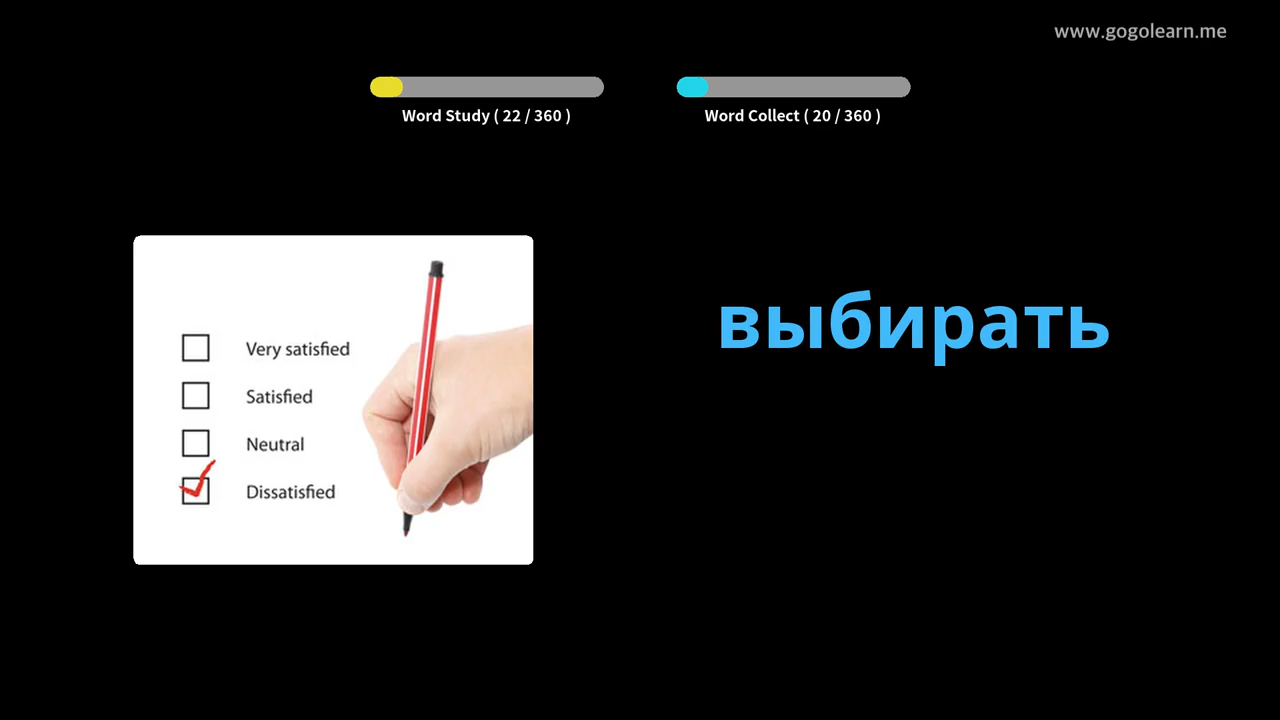 www.gogolearn.me
Word Study ( 22 / 360 )
Word Collect ( 20 / 360 )
Very satisfied
Satisfied
Neutral
Dissatisfied
выбирать